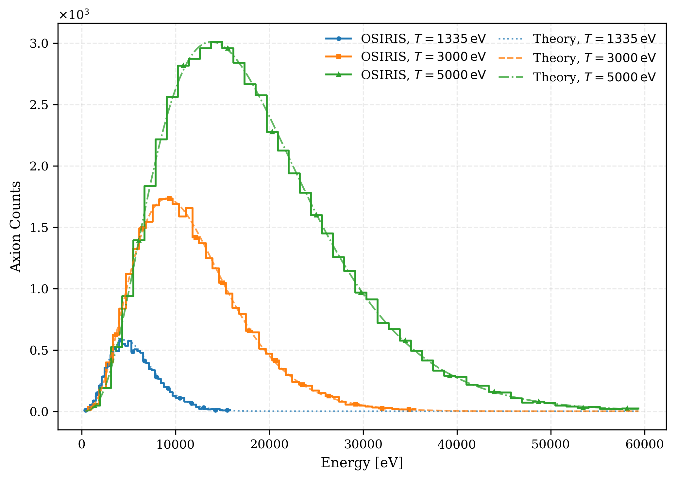 ×10³
OSIRIS, T = 1335 eV
OSIRIS, T = 3000 eV
OSIRIS, T = 5000 eV
Theory, T = 1335 eV
Theory, T = 3000 eV
Theory, T = 5000 eV
3.0
2.5
2.0
1.5
1.0
0.5
0.0
Axion Counts
0 10000 20000 30000 40000 50000 60000
Energy [eV]